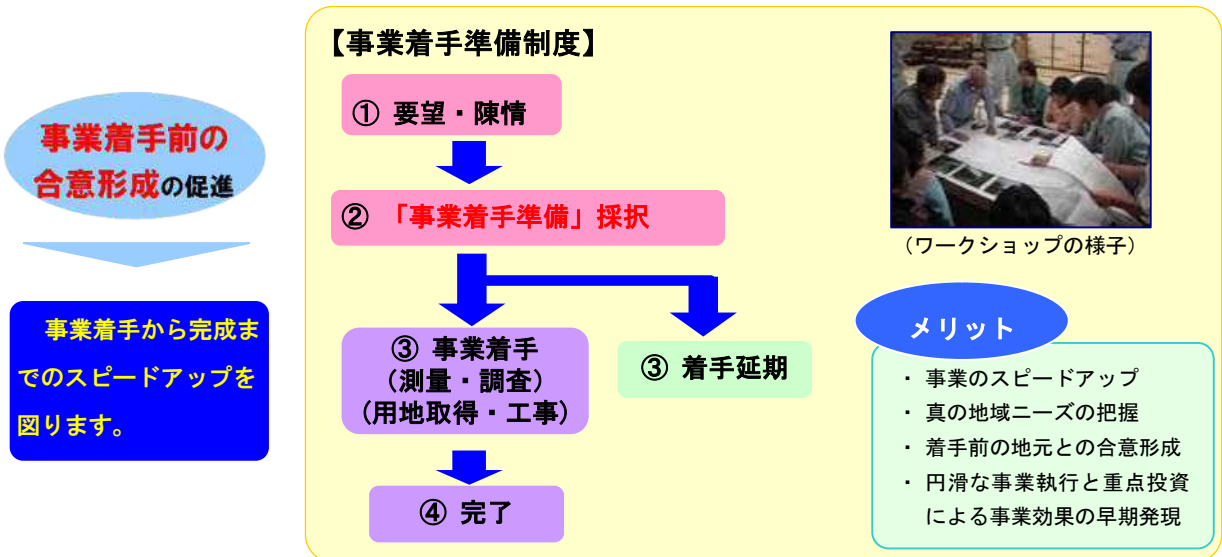 事業着手前の
合意形成の促進
事業着手から完成ま
でのスピードアップを
図ります。
【事業着手準備制度】
① 要望・陳情
② 「事業着手準備」採択
③ 事業着手
（測量・調査）
（用地取得・工事）
③ 着手延期
④ 完了
（ワークショップの様子）
メリット
・ 事業のスピードアップ
・ 真の地域ニーズの把握
・ 着手前の地元との合意形成
・ 円滑な事業執行と重点投資
による事業効果の早期発現